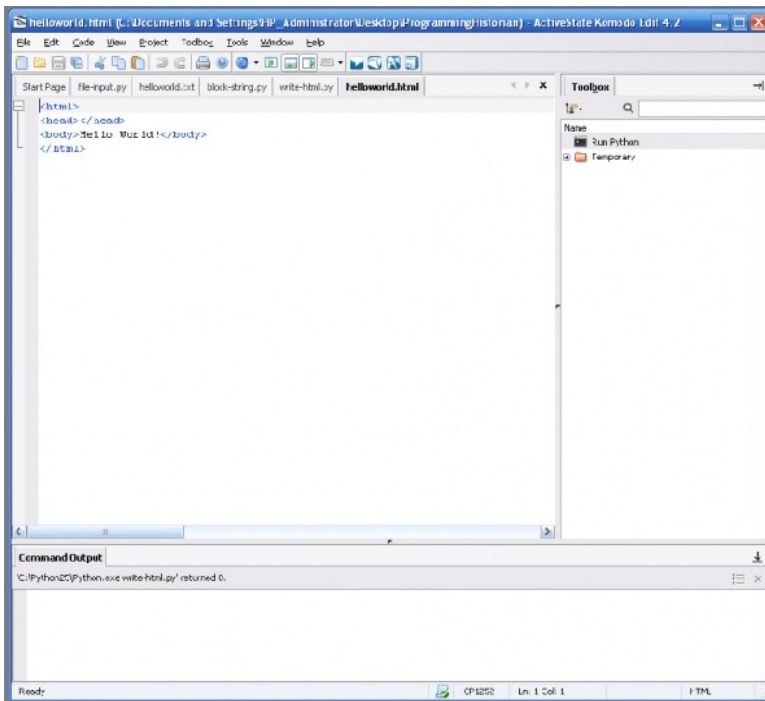 helloworld.html (C:\Documents and Settings\HP_Administrator\Desktop\ProgrammingHistorian) - ActiveState Komodo Edit 4.2
File Edit Code View Project Toolbox Tools Window Help
Start Page file-input.py helloworld.txt block-string.py write-html.py helloworld.html
Toolbox
<html>
<head></head>
<body>Hello World!</body>
</html>
Name
Run Python
Temporary
Command Output
'C:\Python25\Python.exe write-html.py' returned 0.
Ready CP1252 Ln: 1 Col: 1 HTML